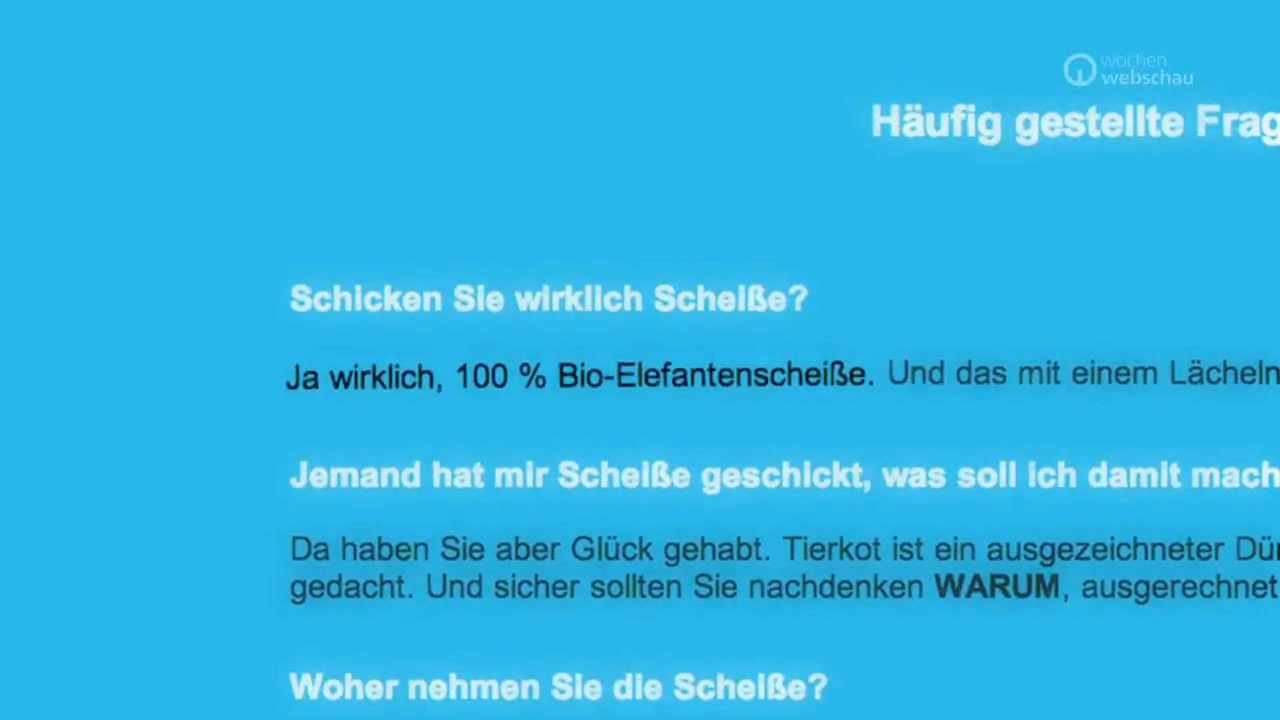 wochen
webschau
Häufig gestellte Frag
Schicken Sie wirklich Scheiße?
Ja wirklich, 100 % Bio-Elefantenscheiße. Und das mit einem Lächeln
Jemand hat mir Scheiße geschickt, was soll ich damit mach
Da haben Sie aber Glück gehabt. Tierkot ist ein ausgezeichneter Dü
gedacht. Und sicher sollten Sie nachdenken WARUM, ausgerechnet
Woher nehmen Sie die Scheiße?